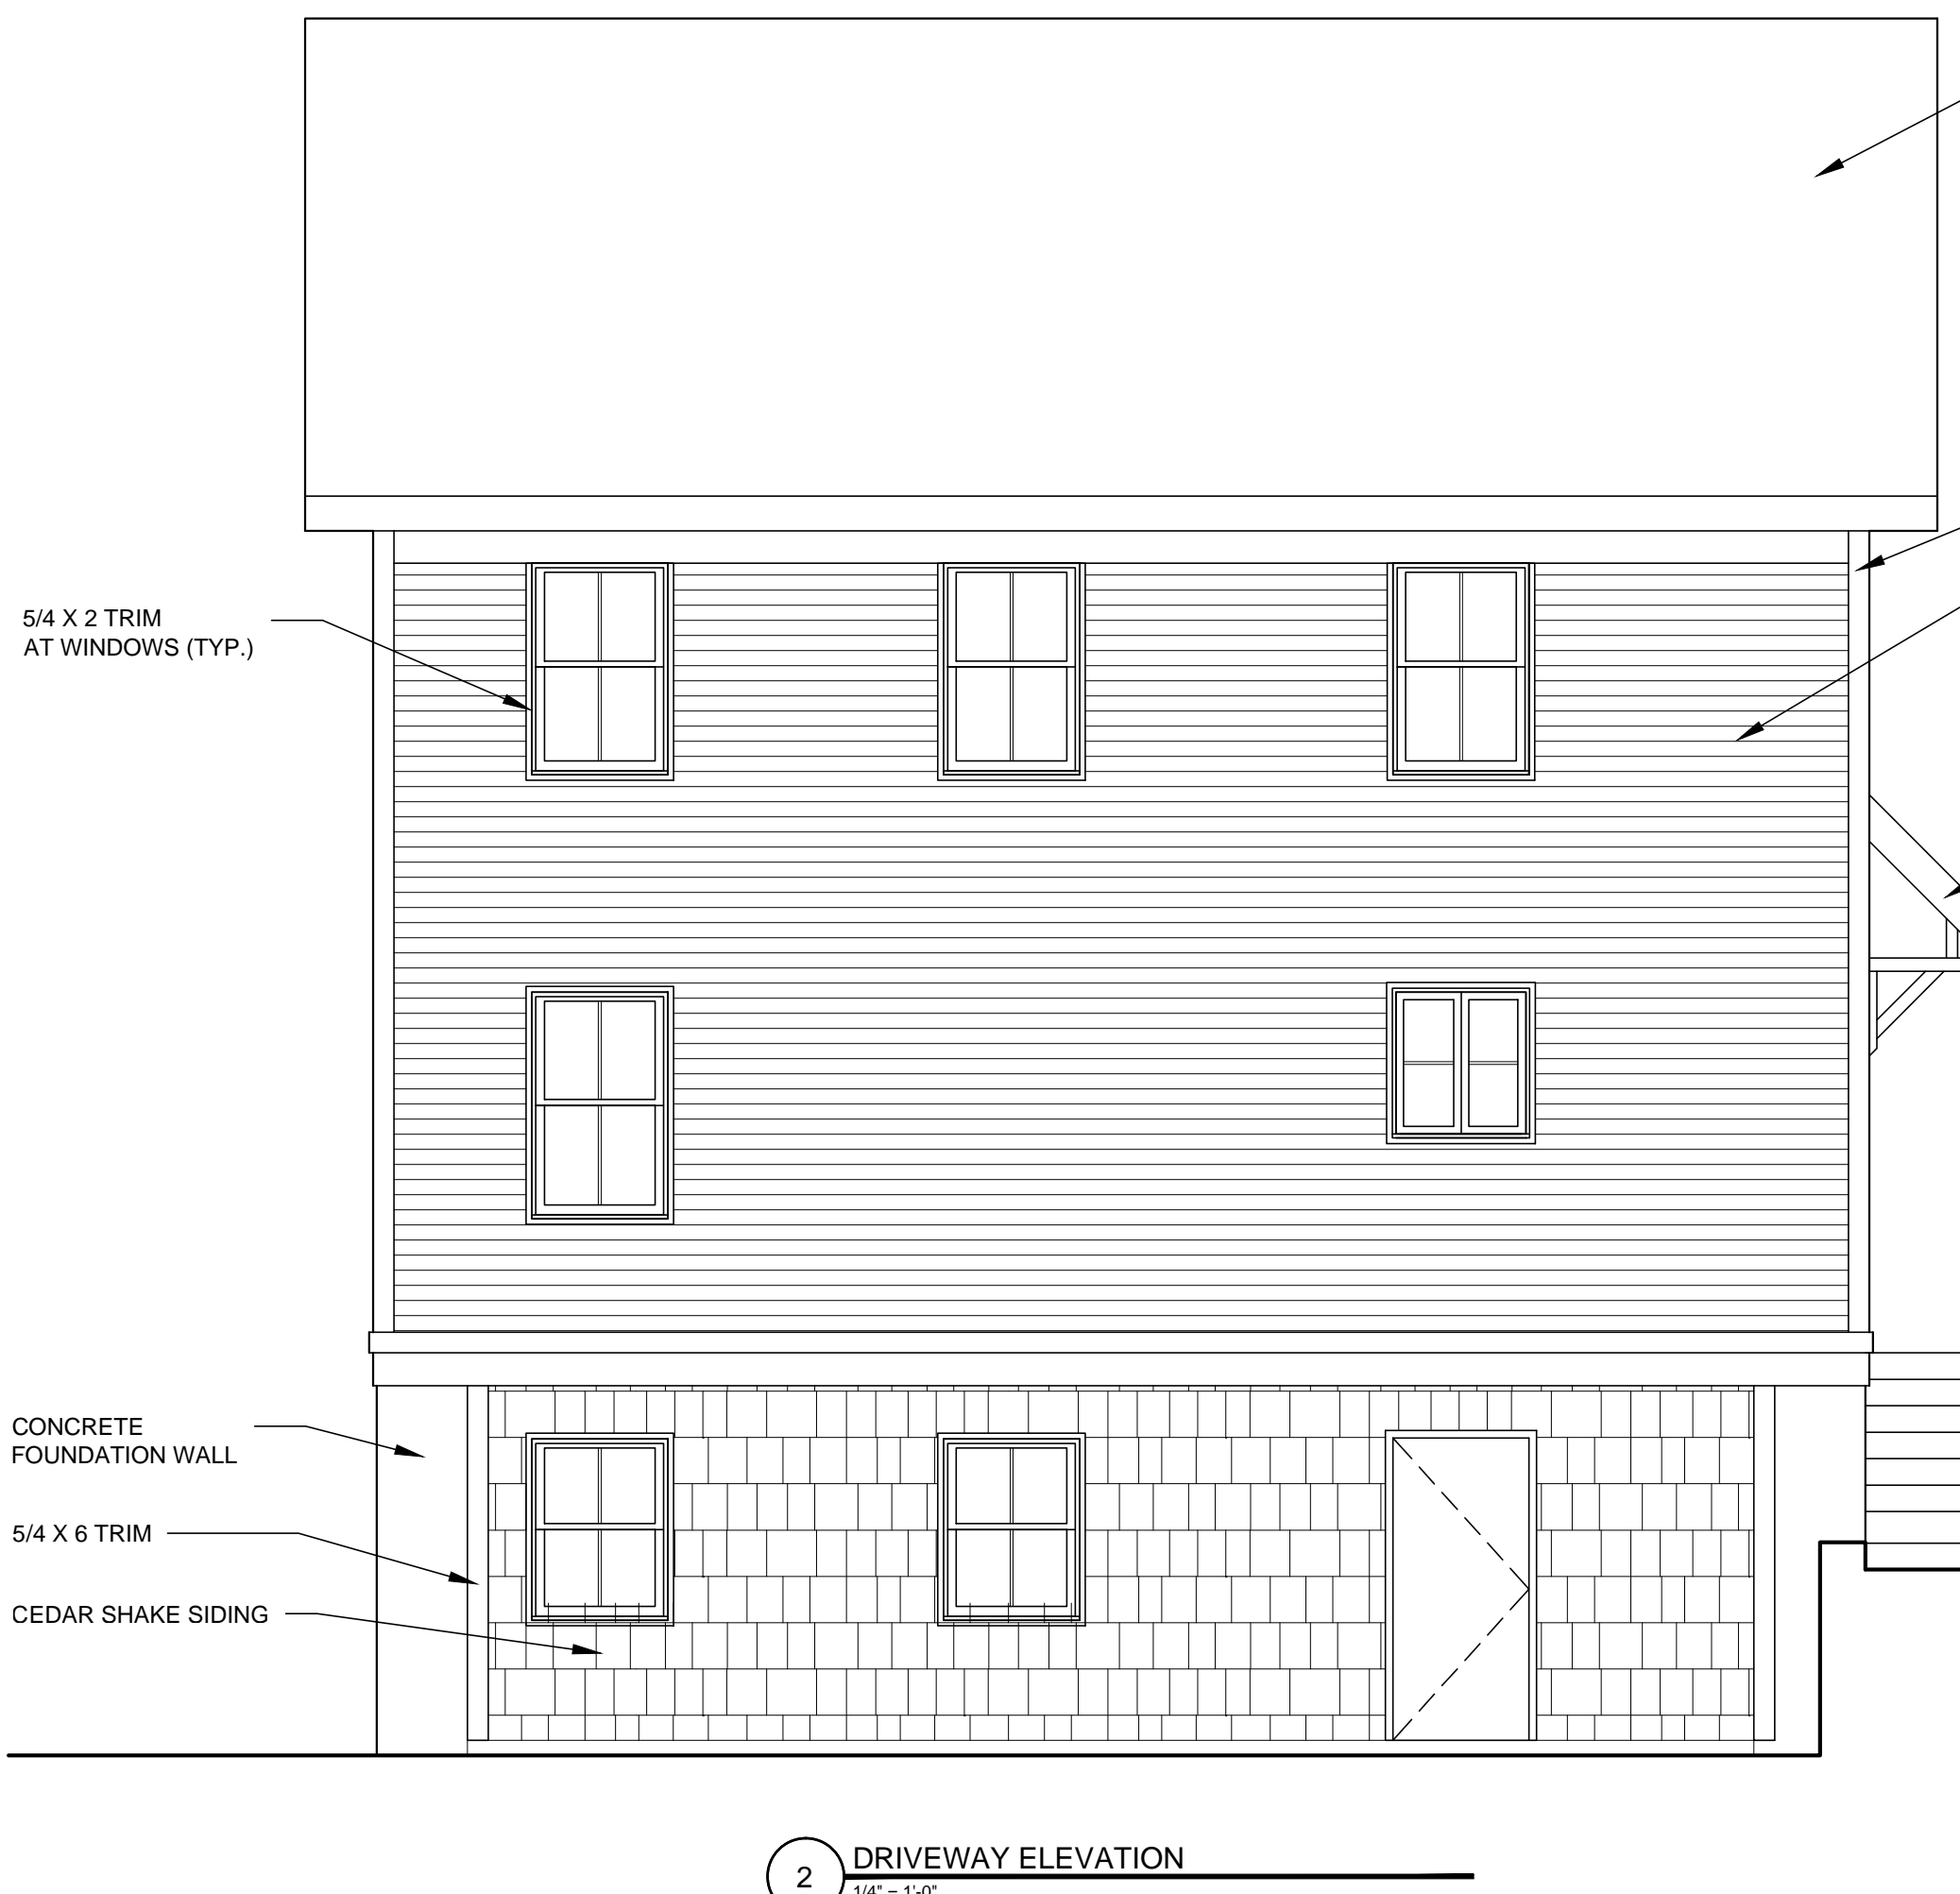 5/4 X 2 TRIM
AT WINDOWS (TYP.)
CONCRETE
FOUNDATION WALL
5/4 X 6 TRIM
CEDAR SHAKE SIDING
2
DRIVEWAY ELEVATION
1/4" = 1'-0"